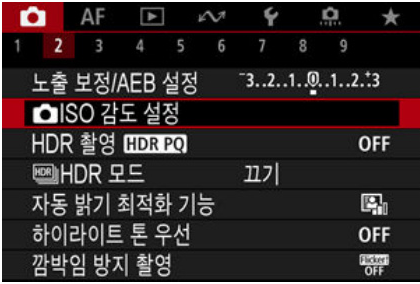 AF
1 2 3 4 5 6 7 8 9
노출 보정/AEB 설정 ⁻3..2..1..0..1..2.⁺3
ISO 감도 설정
HDR 촬영 HDR PQ OFF
HDR HDR 모드 끄기
자동 밝기 최적화 기능
하이라이트 톤 우선 OFF
깜박임 방지 촬영 Flicker! OFF